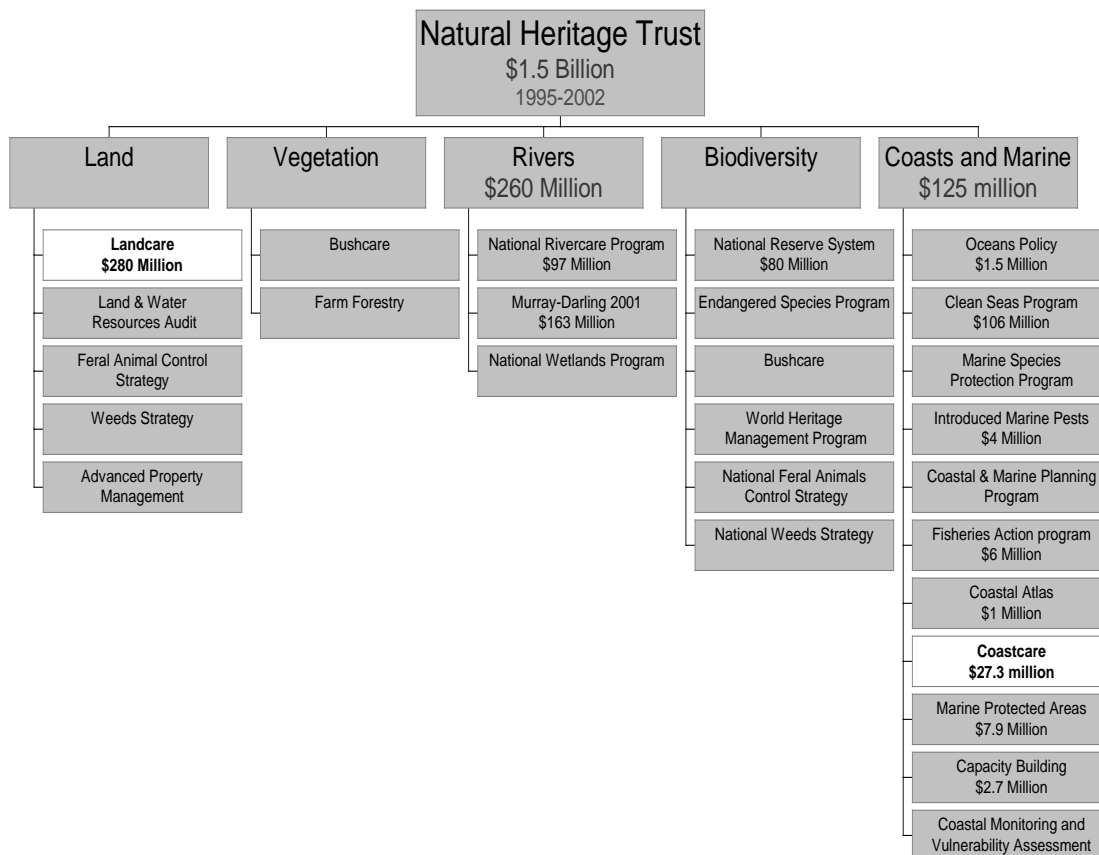 Natural Heritage Trust
$1.5 Billion
1995-2002
Land
Landcare
$280 Million
Land & Water
Resources Audit
Feral Animal Control
Strategy
Weeds Strategy
Advanced Property
Management
Vegetation
Bushcare
Farm Forestry
Rivers
$260 Million
National Rivercare Program
$97 Million
Murray-Darling 2001
$163 Million
National Wetlands Program
Biodiversity
National Reserve System
$80 Million
Endangered Species Program
Bushcare
World Heritage
Management Program
National Feral Animals
Control Strategy
National Weeds Strategy
Coasts and Marine
$125 million
Oceans Policy
$1.5 Million
Clean Seas Program
$106 Million
Marine Species
Protection Program
Introduced Marine Pests
$4 Million
Coastal & Marine Planning
Program
Fisheries Action program
$6 Million
Coastal Atlas
$1 Million
Coastcare
$27.3 million
Marine Protected Areas
$7.9 Million
Capacity Building
$2.7 Million
Coastal Monitoring and
Vulnerability Assessment